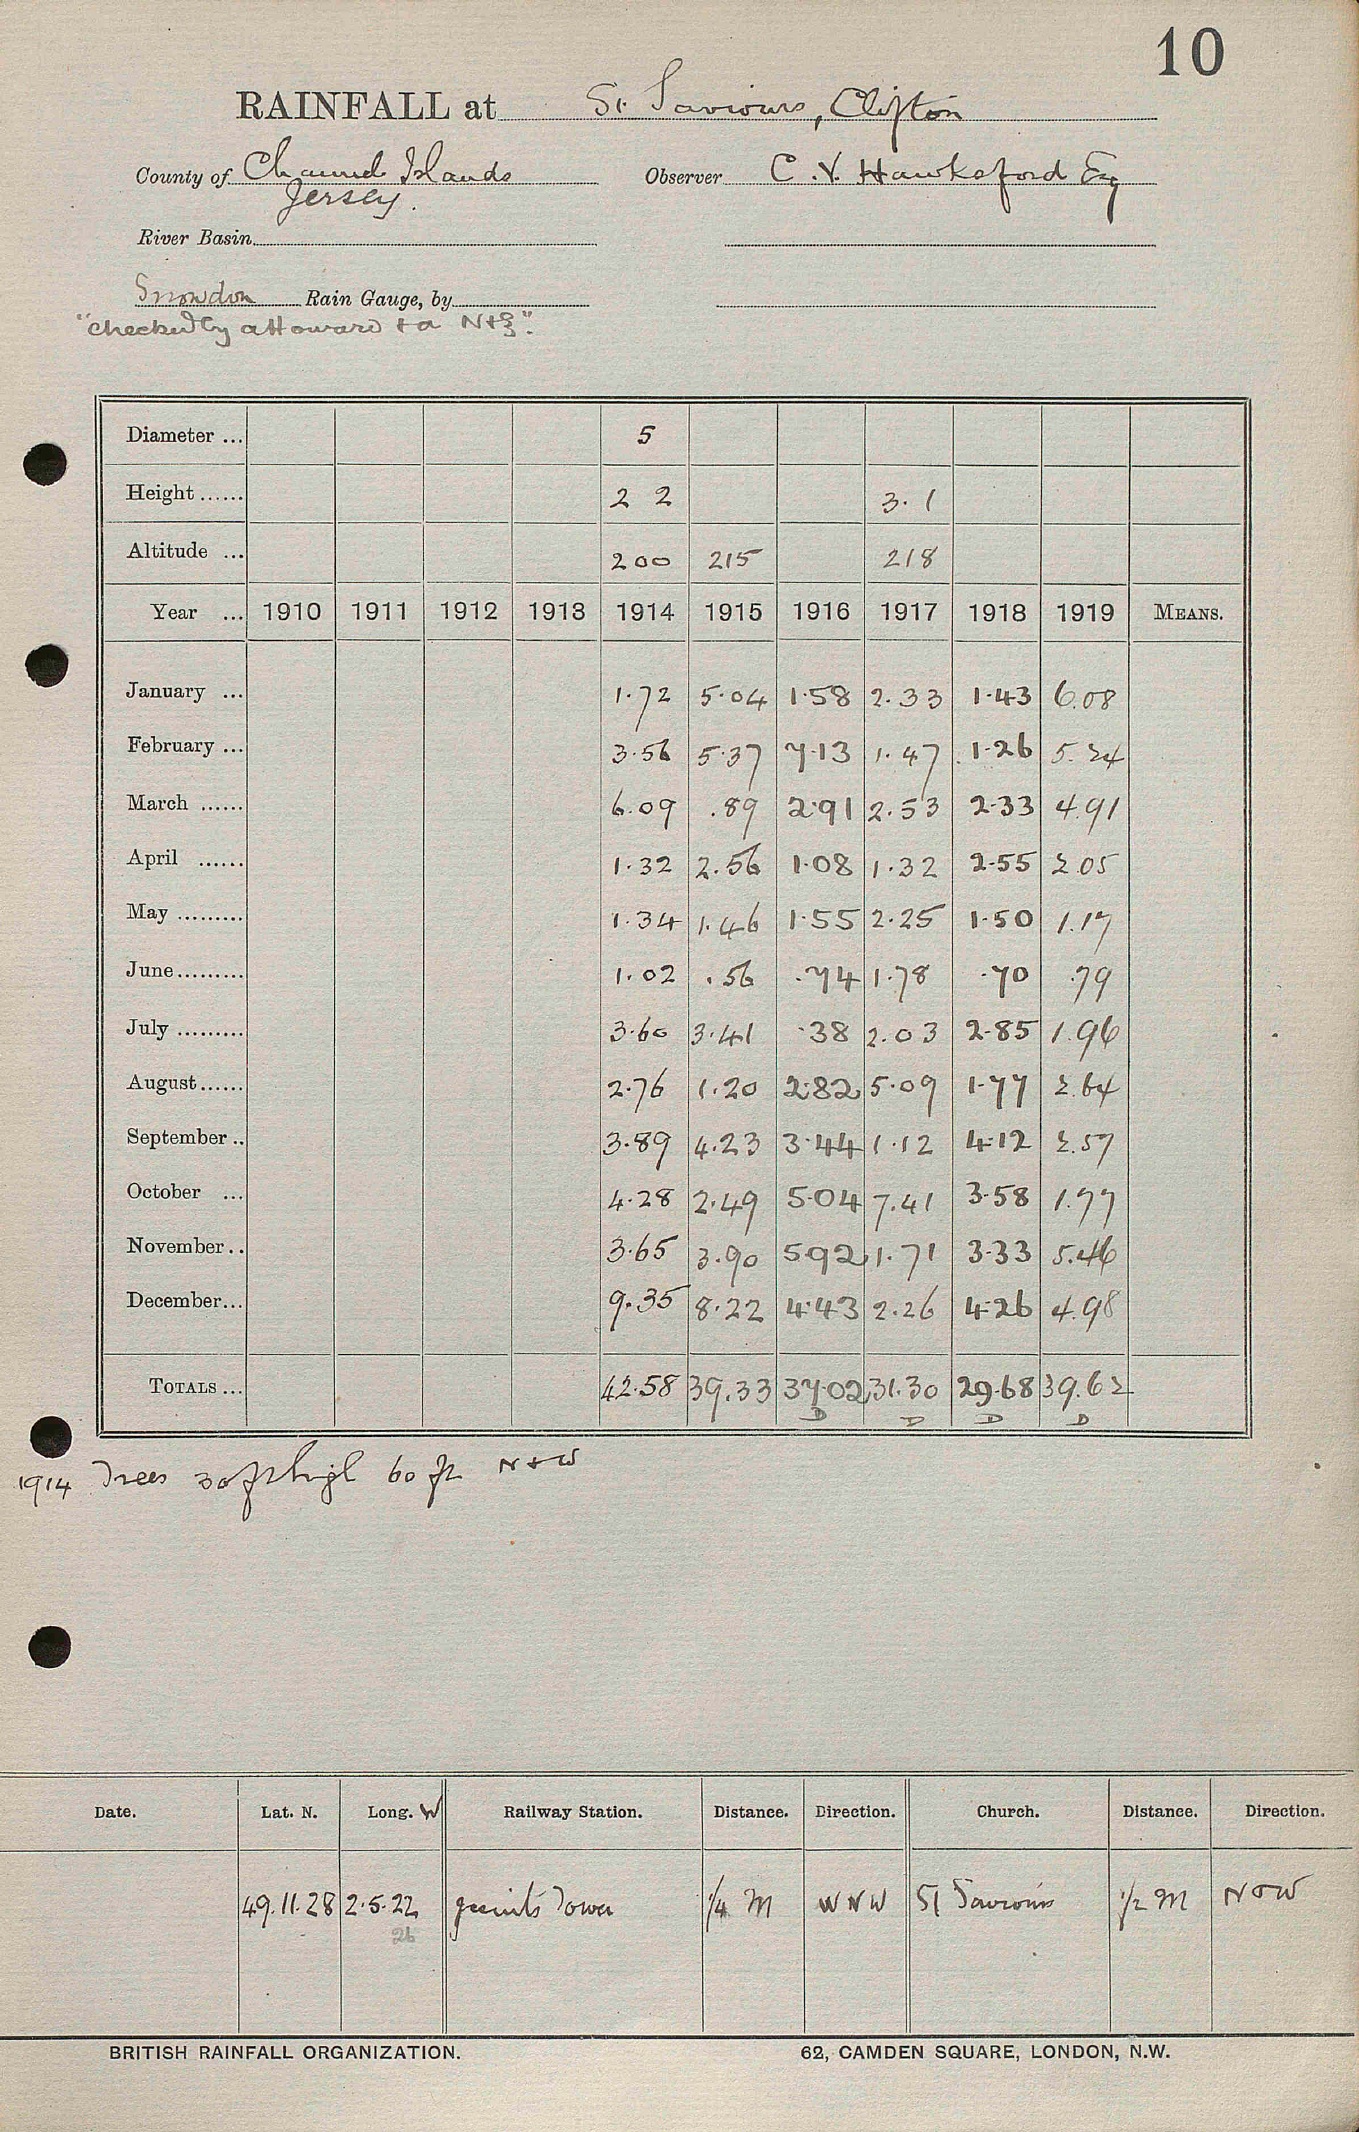 10
RAINFALL at St. Saviours, Clifton
County of Channel Islands Observer C. V. Hawksford Esq
Jersey.
River Basin
Snowdon Rain Gauge, by
"checked by a Howard + a N+Z".
Diameter ... 5
Height ...... 2 2 3.1
Altitude ... 200 215 218
Year ... 1910 1911 1912 1913 1914 1915 1916 1917 1918 1919 MEANS.
January ... 1.72 5.04 1.58 2.33 1.43 6.08
February ... 3.56 5.37 7.13 1.47 1.26 5.24
March ...... 6.09 .89 2.91 2.53 2.33 4.91
April ...... 1.32 2.56 1.08 1.32 2.55 2.05
May ......... 1.34 1.46 1.55 2.25 1.50 1.17
June ......... 1.02 .56 .74 1.78 .70 .79
July ......... 3.60 3.41 .38 2.03 2.85 1.96
August ...... 2.76 1.20 2.82 5.09 1.77 2.64
September .. 3.89 4.23 3.44 1.12 4.12 2.57
October ... 4.28 2.49 5.04 7.41 3.58 1.77
November .. 3.65 3.90 5.92 1.71 3.33 5.46
December ... 9.35 8.22 4.43 2.26 4.26 4.98
TOTALS ... 42.58 39.33 37.02 31.30 29.68 39.62
D D D D
1914 Trees 30 ft high 60 ft N + W
Date. Lat. N. Long. W Railway Station. Distance. Direction. Church. Distance. Direction.
49.11.28 2.5.22 Tower 1/4 M WNW St Saviours 1/2 M
26
BRITISH RAINFALL ORGANIZATION. 62, CAMDEN SQUARE, LONDON, N.W.